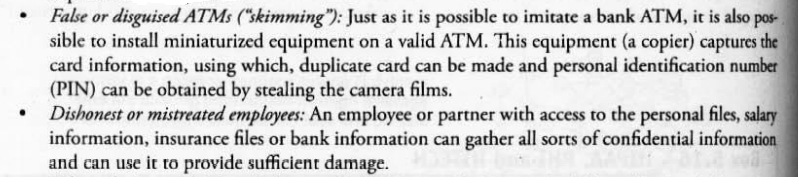 • False or disguised ATMs (“skimming”): Just as it is possible to imitate a bank ATM, it is also pos-
sible to install miniaturized equipment on a valid ATM. This equipment (a copier) captures the
card information, using which, duplicate card can be made and personal identification number
(PIN) can be obtained by stealing the camera films.
• Dishonest or mistreated employees: An employee or partner with access to the personal files, salary
information, insurance files or bank information can gather all sorts of confidential information
and can use it to provide sufficient damage.